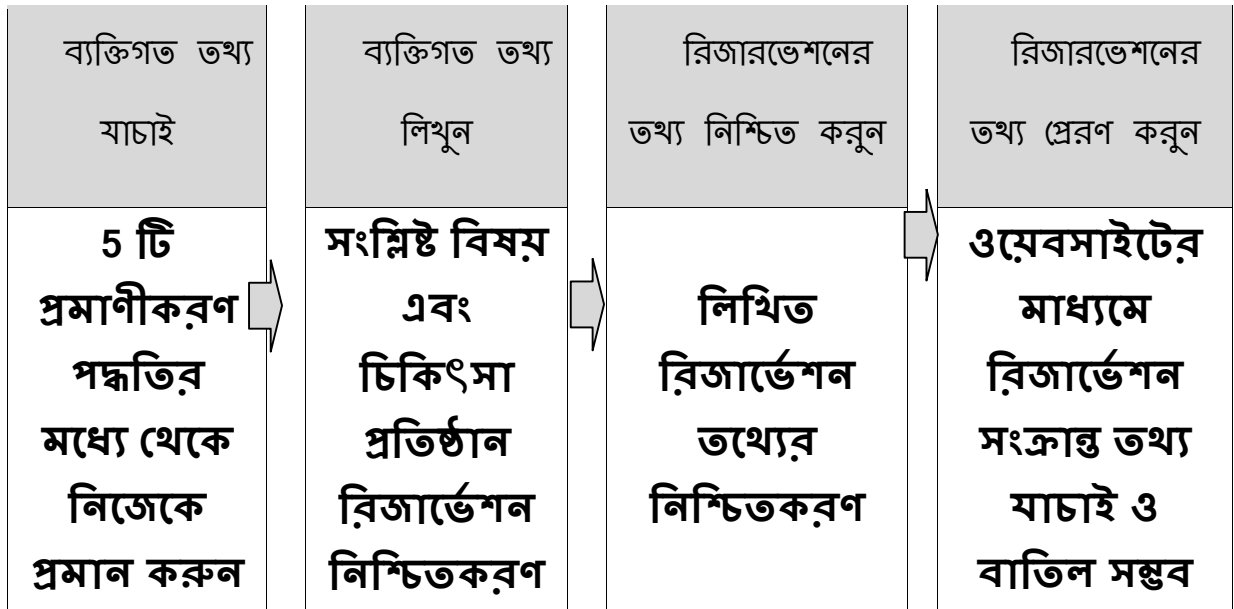 ব্যক্তিগত তথ্য
যাচাই
5 টি
প্রমাণীকরণ
পদ্ধতির
মধ্যে থেকে
নিজেকে
প্রমান করুন
ব্যক্তিগত তথ্য
লিখুন
সংশ্লিষ্ট বিষয়
এবং
চিকিৎসা
প্রতিষ্ঠান
রিজার্ভেশন
নিশ্চিতকরণ
রিজারভেশনের
তথ্য নিশ্চিত করুন
লিখিত
রিজার্ভেশন
তথ্যের
নিশ্চিতকরণ
রিজারভেশনের
তথ্য প্রেরণ করুন
ওয়েবসাইটের
মাধ্যমে
রিজার্ভেশন
সংক্রান্ত তথ্য
যাচাই ও
বাতিল সম্ভব